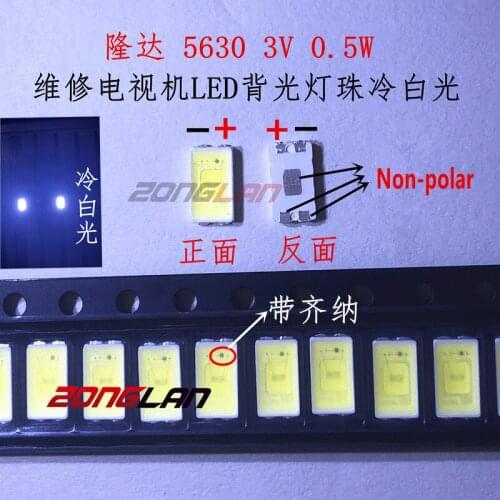 隆达 5630 3V 0.5W
维修电视机LED背光灯珠冷白光
− + + −
冷白光
ZONGLAN
Non-polar
正面 反面
带齐纳
ZONGLAN